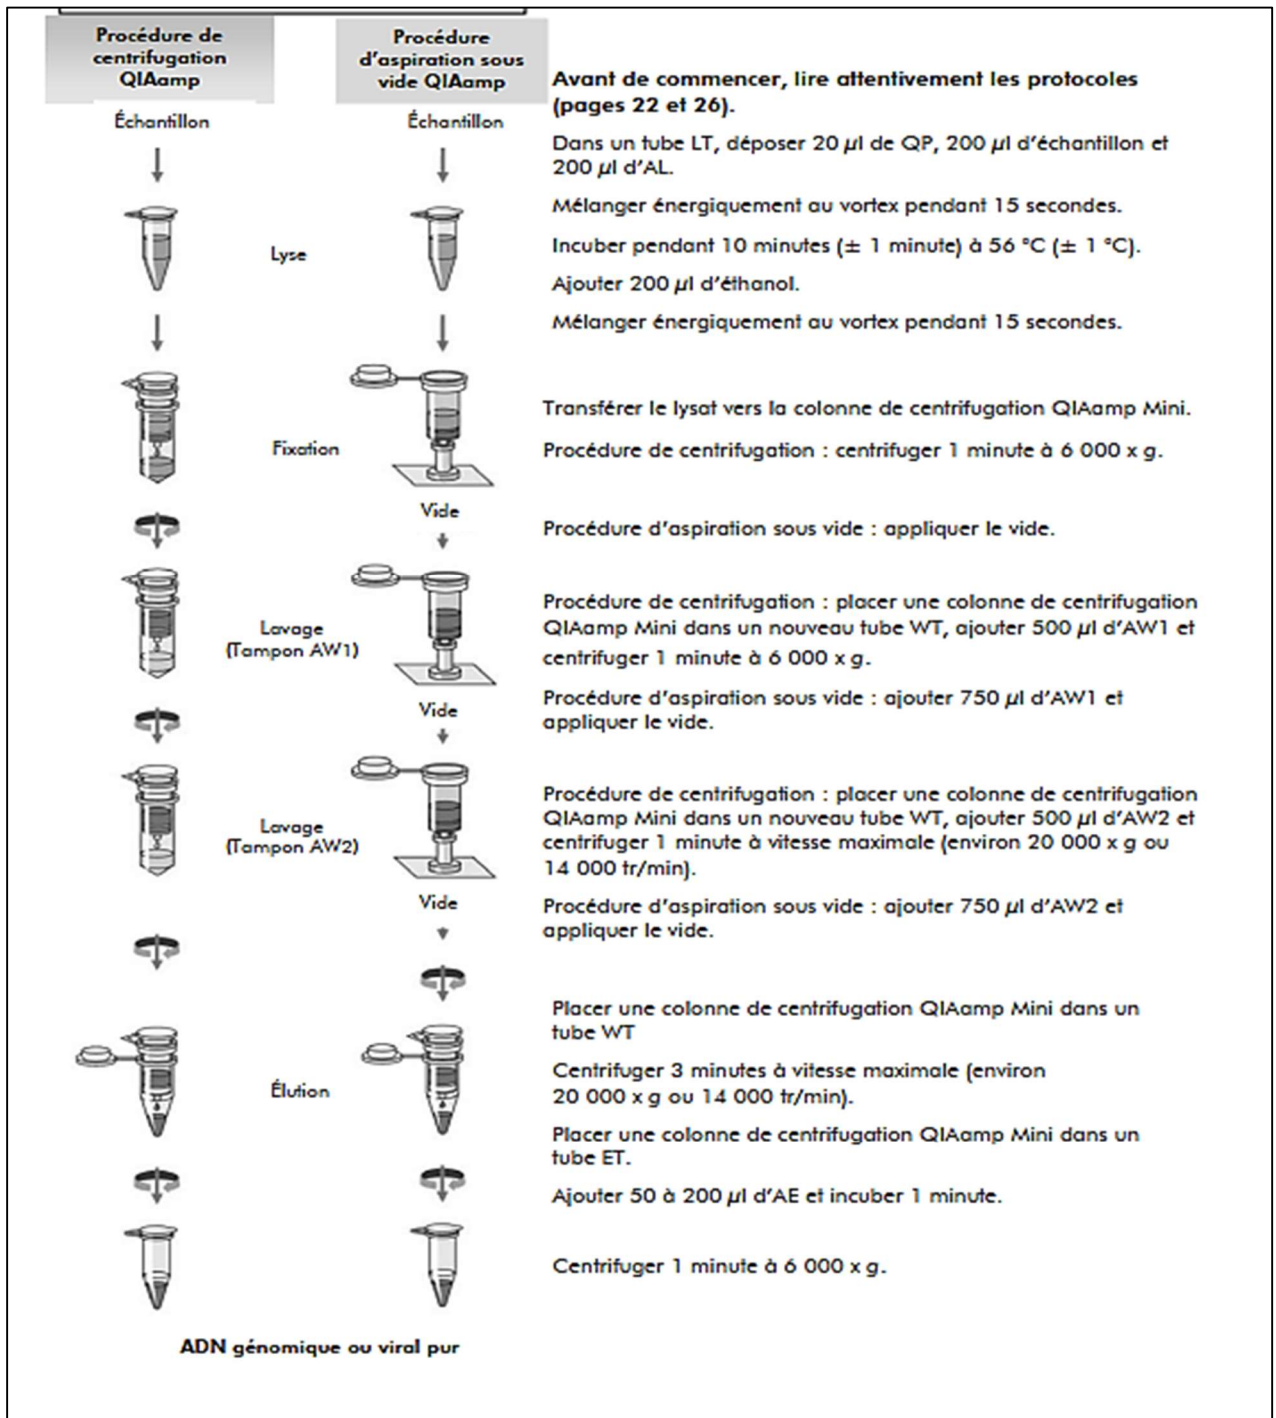 Procédure de
centrifugation
QIAamp
Procédure
d'aspiration sous
vide QIAamp
Avant de commencer, lire attentivement les protocoles
(pages 22 et 26).
Échantillon
Échantillon
Dans un tube LT, déposer 20 µl de QP, 200 µl d'échantillon et
200 µl d'AL.
Mélanger énergiquement au vortex pendant 15 secondes.
Lyse
Incuber pendant 10 minutes (± 1 minute) à 56 °C (± 1 °C).
Ajouter 200 µl d'éthanol.
Mélanger énergiquement au vortex pendant 15 secondes.
Transférer le lysat vers la colonne de centrifugation QIAamp Mini.
Fixation
Procédure de centrifugation : centrifuger 1 minute à 6 000 x g.
Vide
Procédure d'aspiration sous vide : appliquer le vide.
Lavage
(Tampon AW1)
Procédure de centrifugation : placer une colonne de centrifugation
QIAamp Mini dans un nouveau tube WT, ajouter 500 µl d'AW1 et
centrifuger 1 minute à 6 000 x g.
Vide
Procédure d'aspiration sous vide : ajouter 750 µl d'AW1 et
appliquer le vide.
Lavage
(Tampon AW2)
Procédure de centrifugation : placer une colonne de centrifugation
QIAamp Mini dans un nouveau tube WT, ajouter 500 µl d'AW2 et
centrifuger 1 minute à vitesse maximale (environ 20 000 x g ou
14 000 tr/min).
Vide
Procédure d'aspiration sous vide : ajouter 750 µl d'AW2 et
appliquer le vide.
Placer une colonne de centrifugation QIAamp Mini dans un
tube WT
Élution
Centrifuger 3 minutes à vitesse maximale (environ
20 000 x g ou 14 000 tr/min).
Placer une colonne de centrifugation QIAamp Mini dans un
tube ET.
Ajouter 50 à 200 µl d'AE et incuber 1 minute.
Centrifuger 1 minute à 6 000 x g.
ADN génomique ou viral pur